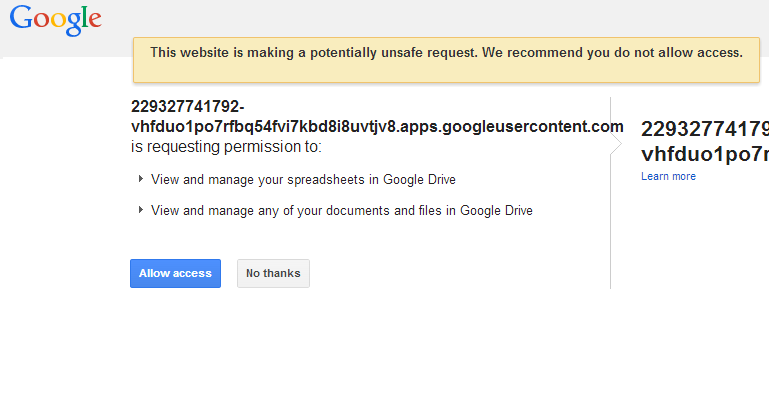 Google
This website is making a potentially unsafe request. We recommend you do not allow access.
229327741792-
vhfduo1po7rfbq54fvi7kbd8i8uvtjv8.apps.googleusercontent.com
is requesting permission to:
View and manage your spreadsheets in Google Drive
View and manage any of your documents and files in Google Drive
Allow access
No thanks
229327741792
vhfduo1po7r
Learn more